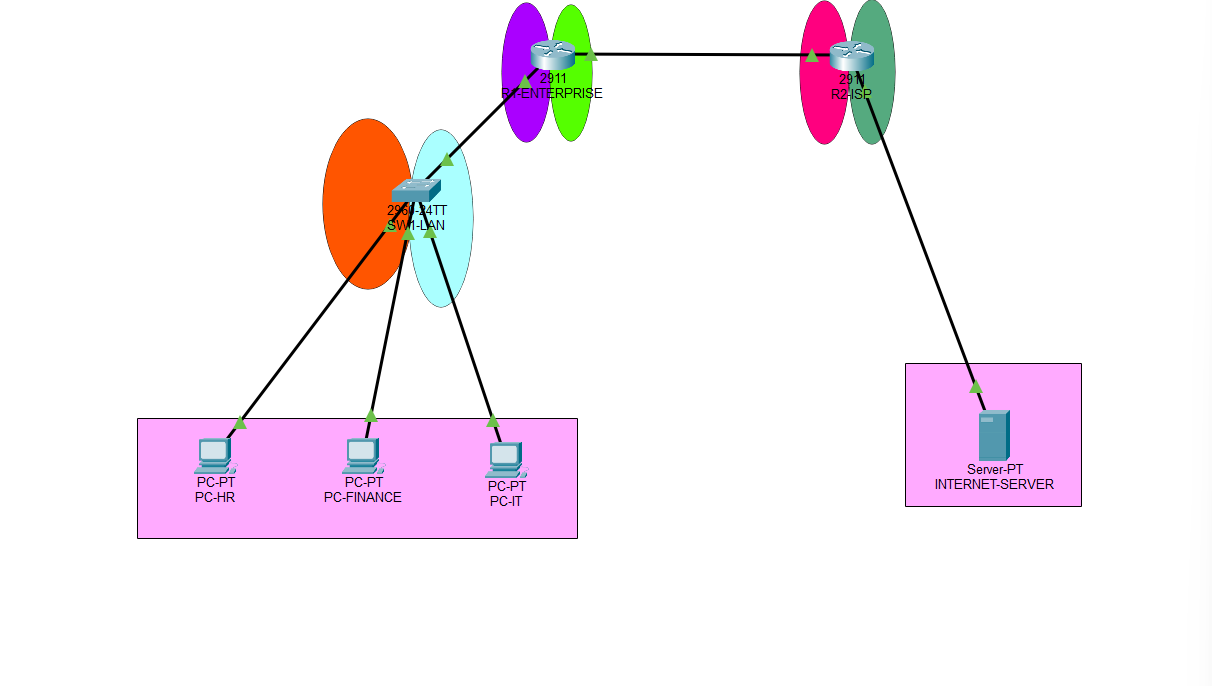 2911
R1-ENTERPRISE
2911
R2-ISP
2960-24TT
SW1-LAN
PC-PT
PC-HR
PC-PT
PC-FINANCE
PC-PT
PC-IT
Server-PT
INTERNET-SERVER